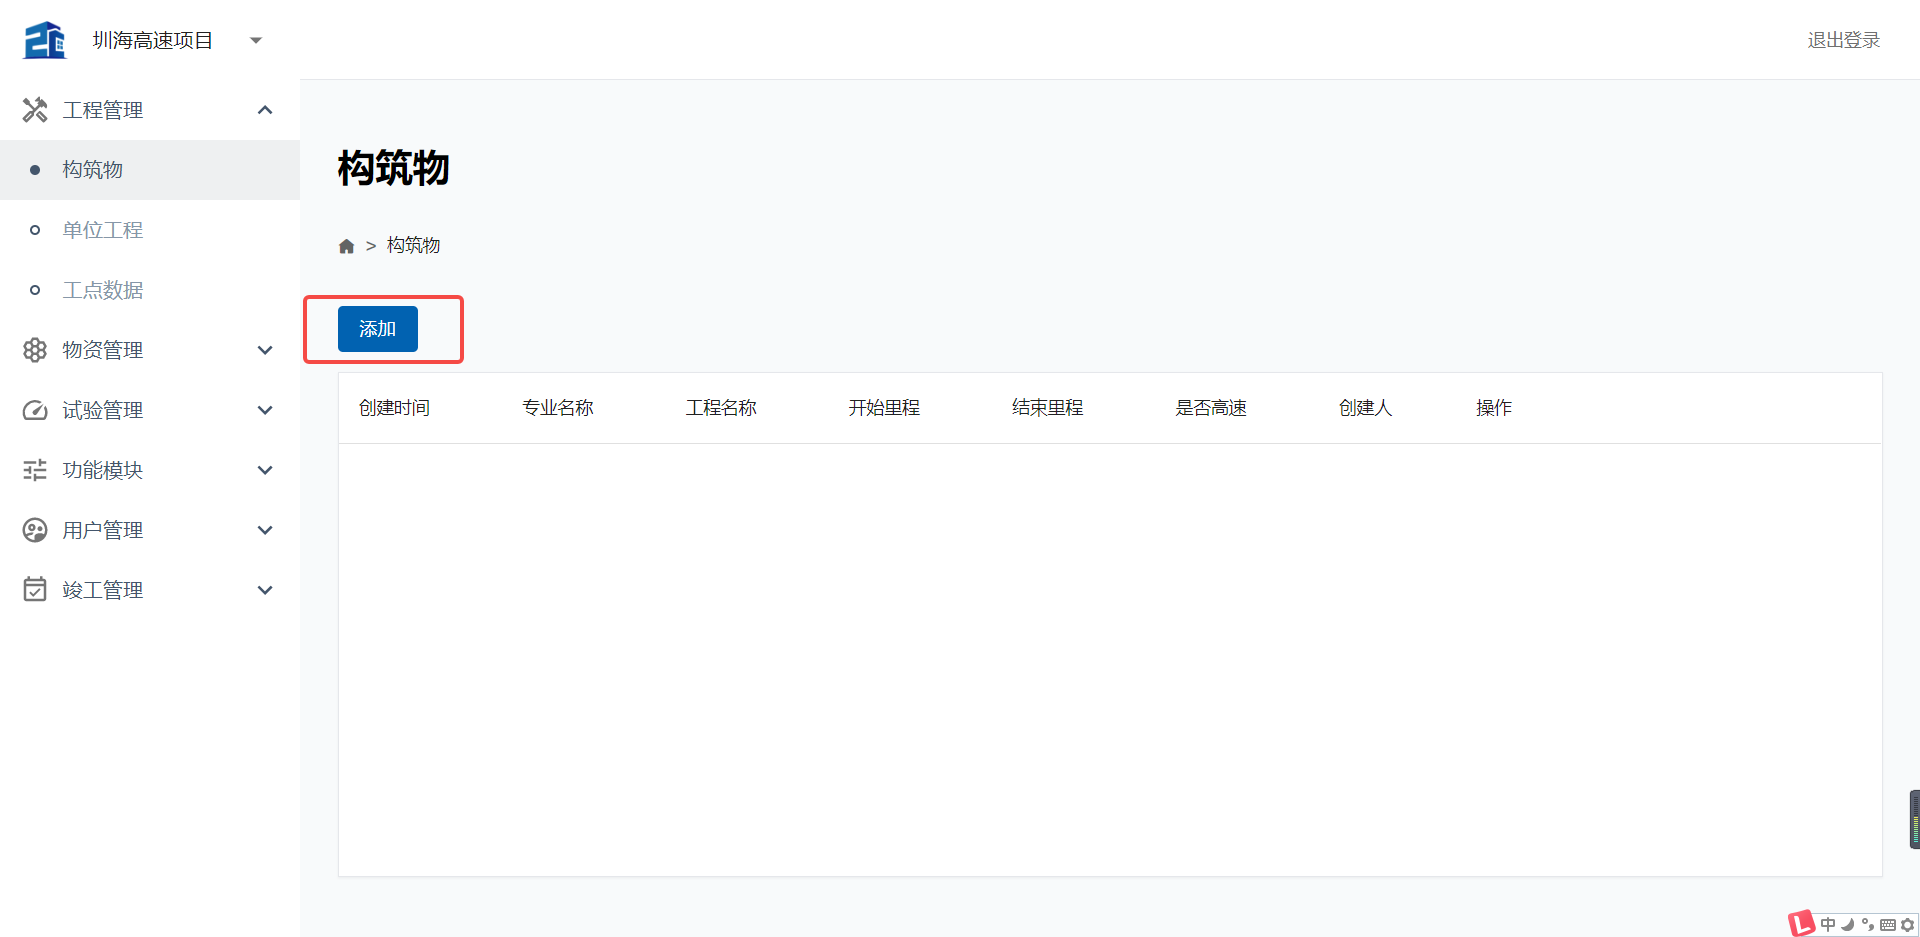 圳海高速项目
退出登录
工程管理
构筑物
单位工程
工点数据
物资管理
试验管理
功能模块
用户管理
竣工管理
构筑物
> 构筑物
添加
创建时间 专业名称 工程名称 开始里程 结束里程 是否高速 创建人 操作
中